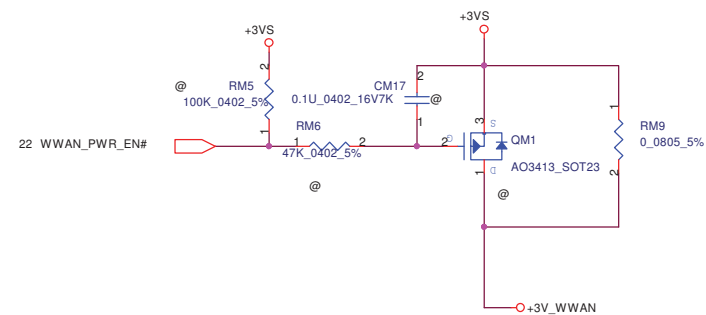 +3VS
+3VS
2
@
RM5
100K_0402_5%
1
CM17
2
0.1U_0402_16V7K
@
1
RM6
22 WWAN_PWR_EN#
1
2
47K_0402_5%
@
3
S
G
2
QM1
AO3413_SOT23
1
D
@
1
RM9
0_0805_5%
2
+3V_WWAN